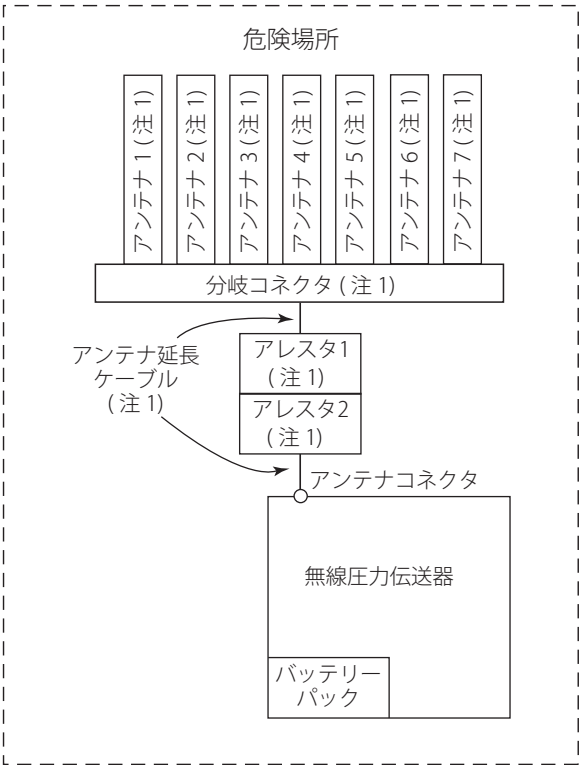 危険場所
アンテナ 1 (注 1)
アンテナ 2 (注 1)
アンテナ 3 (注 1)
アンテナ 4 (注 1)
アンテナ 5 (注 1)
アンテナ 6 (注 1)
アンテナ 7 (注 1)
分岐コネクタ ( 注 1)
アンテナ延長
ケーブル
( 注 1)
アレスタ1
( 注 1)
アレスタ2
( 注 1)
アンテナコネクタ
無線圧力伝送器
バッテリー
パック